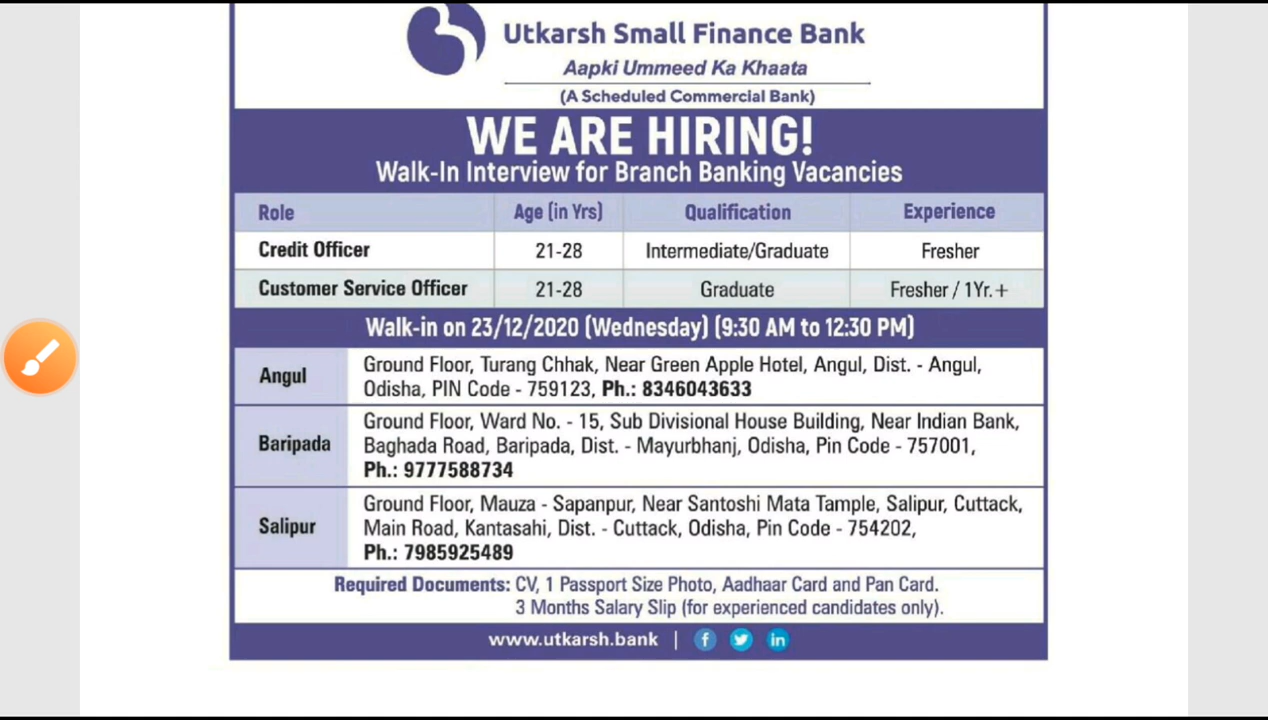 Utkarsh Small Finance Bank
Aapki Ummeed Ka Khaata
(A Scheduled Commercial Bank)
WE ARE HIRING!
Walk-In Interview for Branch Banking Vacancies
Role Age (in Yrs) Qualification Experience
Credit Officer 21-28 Intermediate/Graduate Fresher
Customer Service Officer 21-28 Graduate Fresher / 1Yr.+
Walk-in on 23/12/2020 (Wednesday) (9:30 AM to 12:30 PM)
Angul
Ground Floor, Turang Chhak, Near Green Apple Hotel, Angul, Dist. - Angul,
Odisha, PIN Code - 759123, Ph.: 8346043633
Baripada
Ground Floor, Ward No. - 15, Sub Divisional House Building, Near Indian Bank,
Baghada Road, Baripada, Dist. - Mayurbhanj, Odisha, Pin Code - 757001,
Ph.: 9777588734
Salipur
Ground Floor, Mauza - Sapanpur, Near Santoshi Mata Tample, Salipur, Cuttack,
Main Road, Kantasahi, Dist. - Cuttack, Odisha, Pin Code - 754202,
Ph.: 7985925489
Required Documents: CV, 1 Passport Size Photo, Aadhaar Card and Pan Card.
3 Months Salary Slip (for experienced candidates only).
www.utkarsh.bank | f in